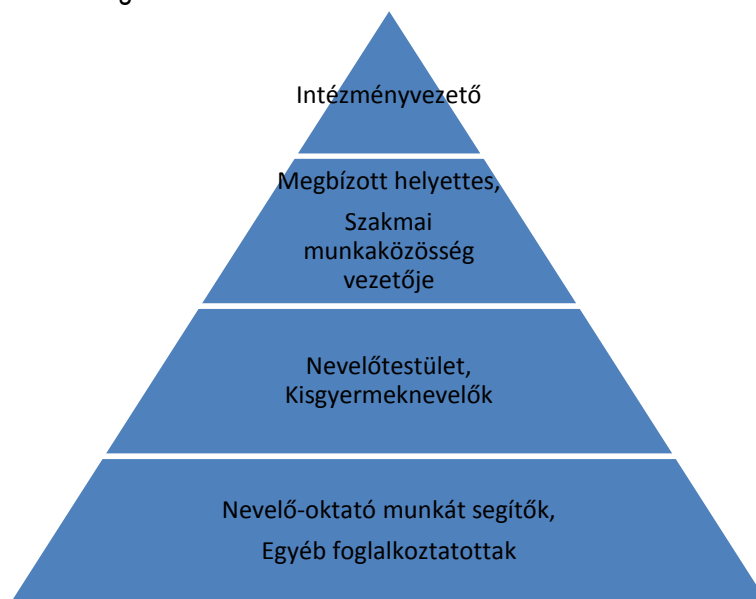 Intézményvezető
Megbízott helyettes,
Szakmai
munkaközösség
vezetője
Nevelőtestület,
Kisgyermeknevelők
Nevelő-oktató munkát segítők,
Egyéb foglalkoztatottak